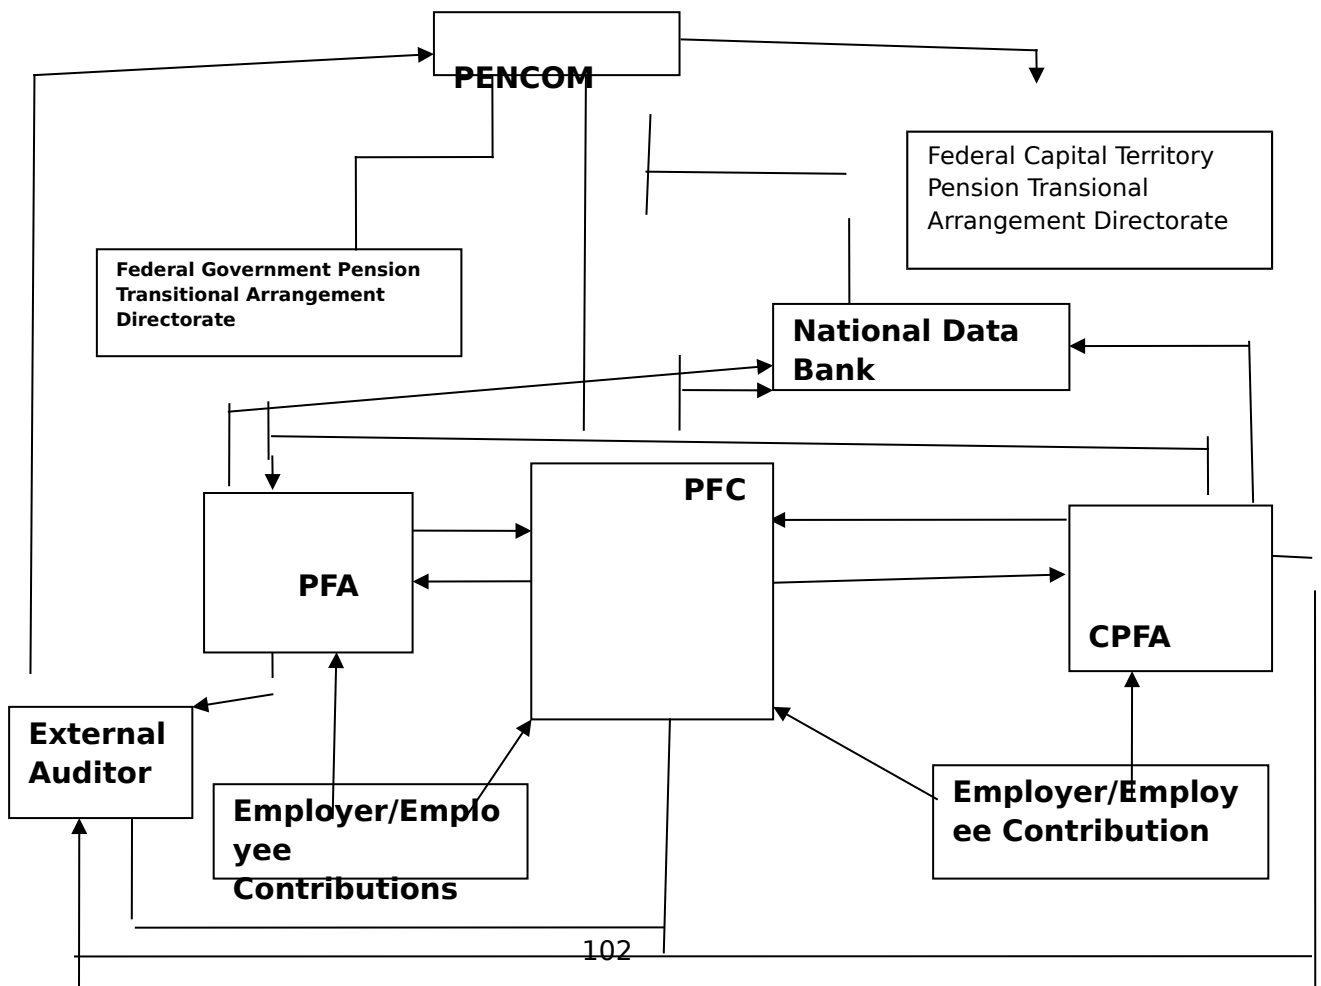 PENCOM
Federal Capital Territory
Pension Transional
Arrangement Directorate
Federal Government Pension
Transitional Arrangement
Directorate
National Data
Bank
PFC
PFA
CPFA
External
Auditor
Employer/Emplo
yee
Contributions
Employer/Employ
ee Contribution
102